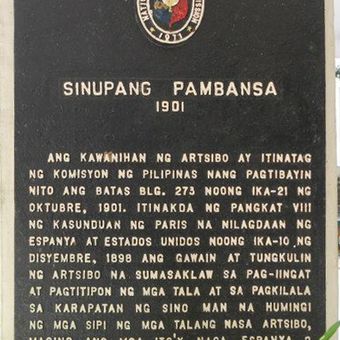 1971
SINUPANG PAMBANSA
1901
ANG KAWANIHAN NG ARTSIBO AY ITINATAG
NG KOMISYON NG PILIPINAS NANG PAGTIBAYIN
NITO ANG BATAS BLG. 273 NOONG IKA-21 NG
OKTUBRE, 1901. ITINAKDA NG PANGKAT VIII
NG KASUNDUAN NG PARIS NA NILAGDAAN NG
ESPANYA AT ESTADOS UNIDOS NOONG IKA-10 NG
DISYEMBRE, 1898 ANG GAWAIN AT TUNGKULIN
NG ARTSIBO NA SUMASAKLAW SA PAG-IINGAT
AT PAGTITIPON NG MGA TALA AT SA PAGKILALA
SA KARAPATAN NG SINO MAN NA HUMINGI
NG MGA SIPI NG MGA TALANG NASA ARTSIBO,